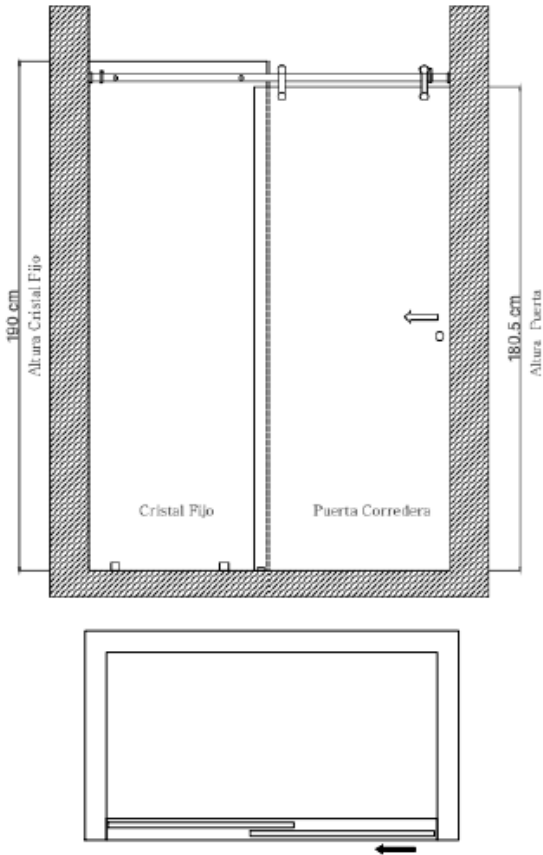 190 cm
Altura Cristal Fijo
180.5 cm
Altura Puerta
Cristal Fijo
Puerta Corredera